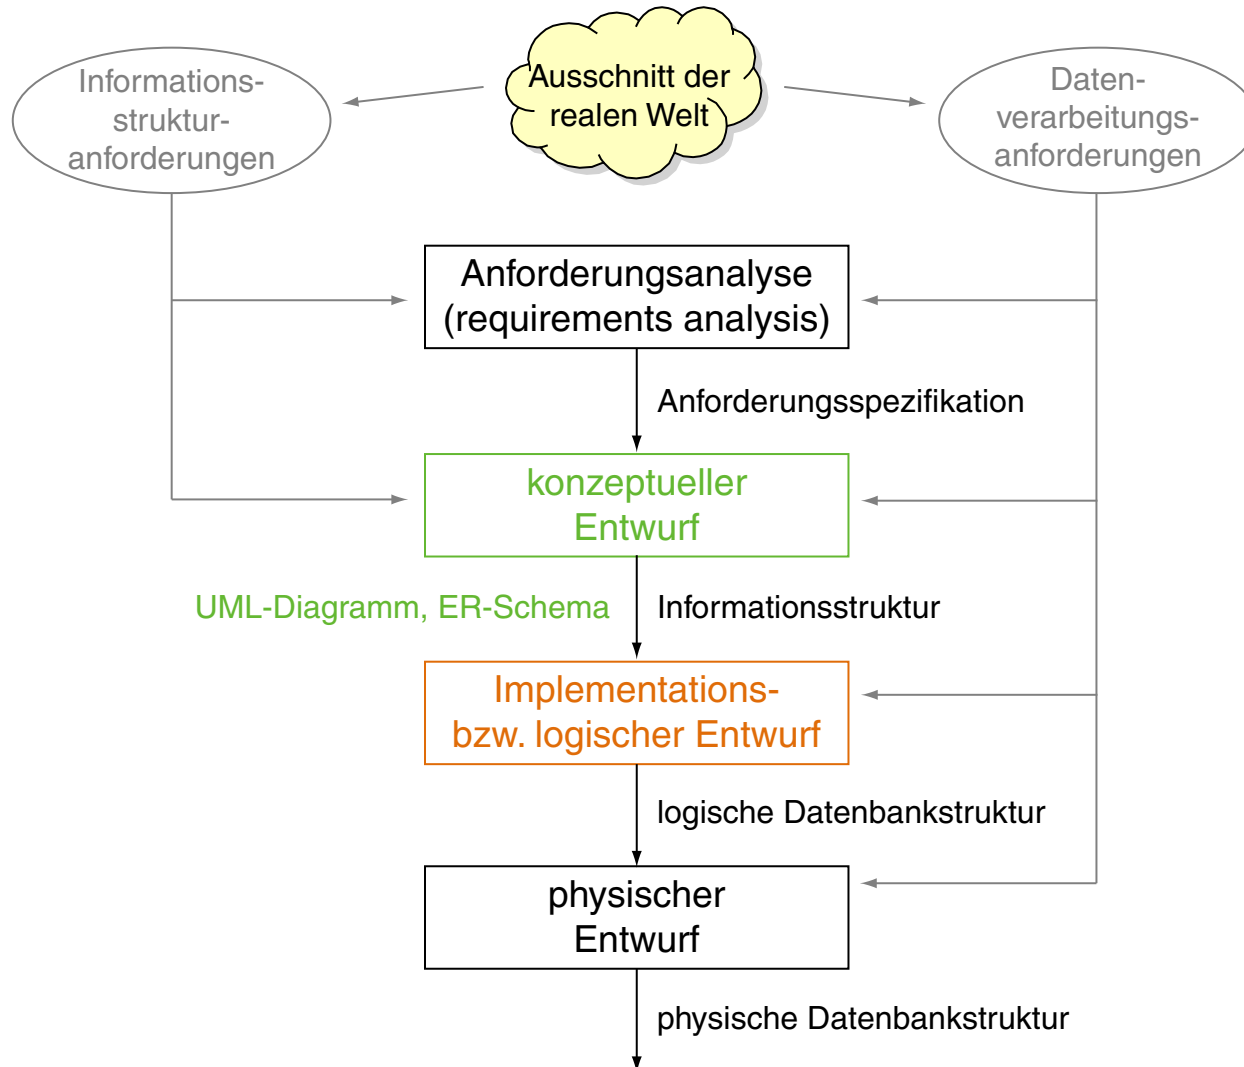 Informations-
struktur-
anforderungen
Ausschnitt der
realen Welt
Daten-
verarbeitungs-
anforderungen
Anforderungsanalyse
(requirements analysis)
Anforderungsspezifikation
konzeptueller
Entwurf
UML-Diagramm, ER-Schema
Informationsstruktur
Implementations-
bzw. logischer Entwurf
logische Datenbankstruktur
physischer
Entwurf
physische Datenbankstruktur